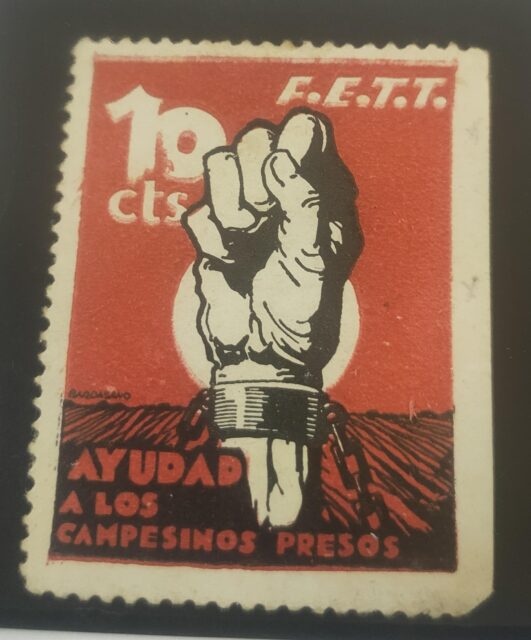 F.E.T.T.
10
cts
AYUDAD
A LOS
CAMPESINOS PRESOS